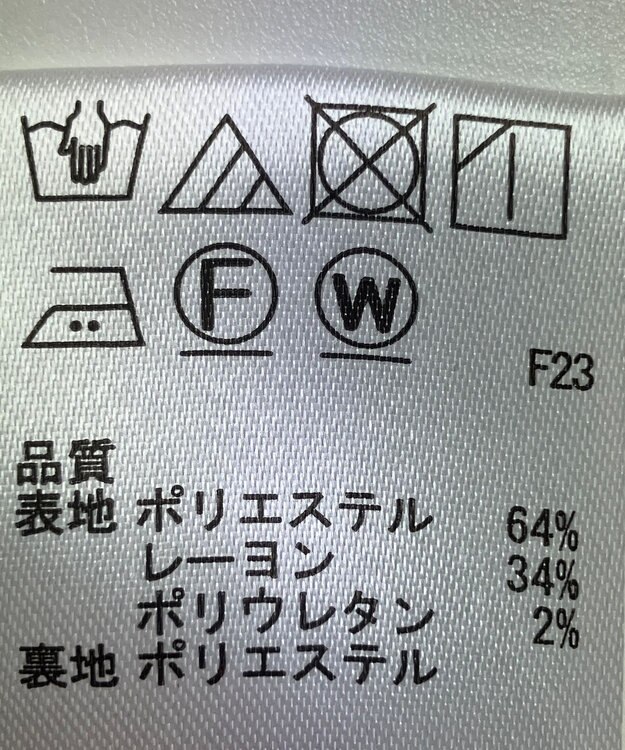 F W
F23
品質
表地 ポリエステル 64%
レーヨン 34%
ポリウレタン 2%
裏地 ポリエステル